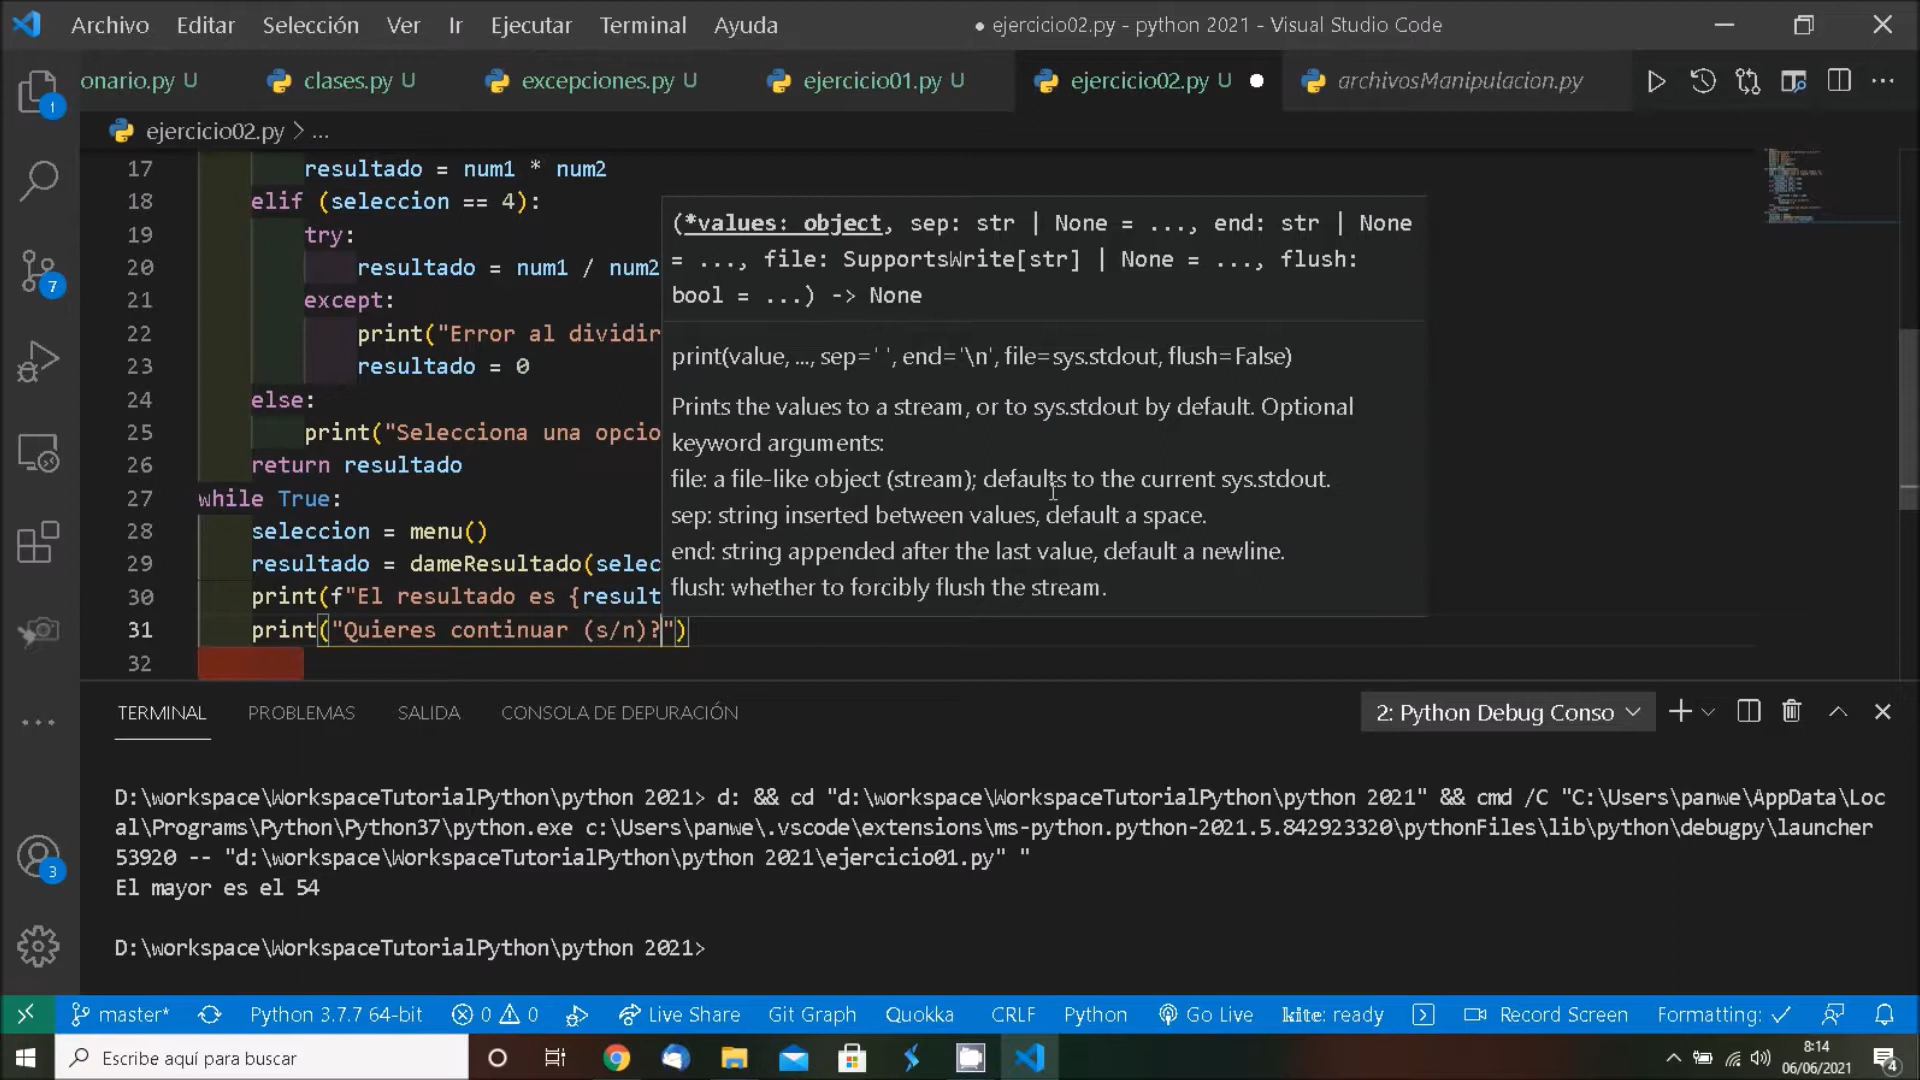 Archivo Editar Selección Ver Ir Ejecutar Terminal Ayuda ● ejercicio02.py - python 2021 - Visual Studio Code
onario.py U clases.py U excepciones.py U ejercicio01.py U ejercicio02.py U archivosManipulacion.py
ejercicio02.py > ...
17 resultado = num1 * num2
18 elif (seleccion == 4):
19 try:
20 resultado = num1 / num2
21 except:
22 print("Error al dividir
23 resultado = 0
24 else:
25 print("Selecciona una opcio
26 return resultado
27 while True:
28 seleccion = menu()
29 resultado = dameResultado(selec
30 print(f"El resultado es {result
31 print("Quieres continuar (s/n)?")
32
(*values: object, sep: str | None = ..., end: str | None
= ..., file: SupportsWrite[str] | None = ..., flush:
bool = ...) -> None
print(value, ..., sep=' ', end='\n', file=sys.stdout, flush=False)
Prints the values to a stream, or to sys.stdout by default. Optional
keyword arguments:
file: a file-like object (stream); defaults to the current sys.stdout.
sep: string inserted between values, default a space.
end: string appended after the last value, default a newline.
flush: whether to forcibly flush the stream.
1
7
3
TERMINAL PROBLEMAS SALIDA CONSOLA DE DEPURACIÓN 2: Python Debug Conso
D:\workspace\WorkspaceTutorialPython\python 2021> d: && cd "d:\workspace\WorkspaceTutorialPython\python 2021" && cmd /C "C:\Users\panwe\AppData\Loc
al\Programs\Python\Python37\python.exe c:\Users\panwe\.vscode\extensions\ms-python.python-2021.5.842923320\pythonFiles\lib\python\debugpy\launcher
53920 -- "d:\workspace\WorkspaceTutorialPython\python 2021\ejercicio01.py" "
El mayor es el 54
D:\workspace\WorkspaceTutorialPython\python 2021>
master* Python 3.7.7 64-bit 0 0 Live Share Git Graph Quokka CRLF Python Go Live kite: ready Record Screen Formatting: ✓
Escribe aquí para buscar
8:14
06/06/2021
4